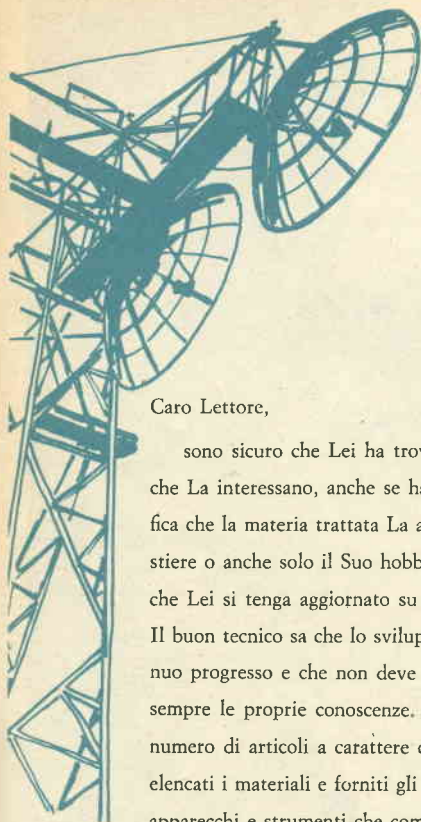 Caro Lettore,
sono sicuro che Lei ha trov
che La interessano, anche se ha
fica che la materia trattata La a
stiere o anche solo il Suo hobb
che Lei si tenga aggiornato su
Il buon tecnico sa che lo svilup
nuo progresso e che non deve
sempre le proprie conoscenze.
numero di articoli a carattere
elencati i materiali e forniti gli
apparecchi e strumenti che com